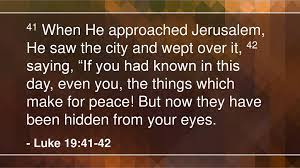 41 When He approached Jerusalem,
He saw the city and wept over it, 42
saying, “If you had known in this
day, even you, the things which
make for peace! But now they have
been hidden from your eyes.
- Luke 19:41-42